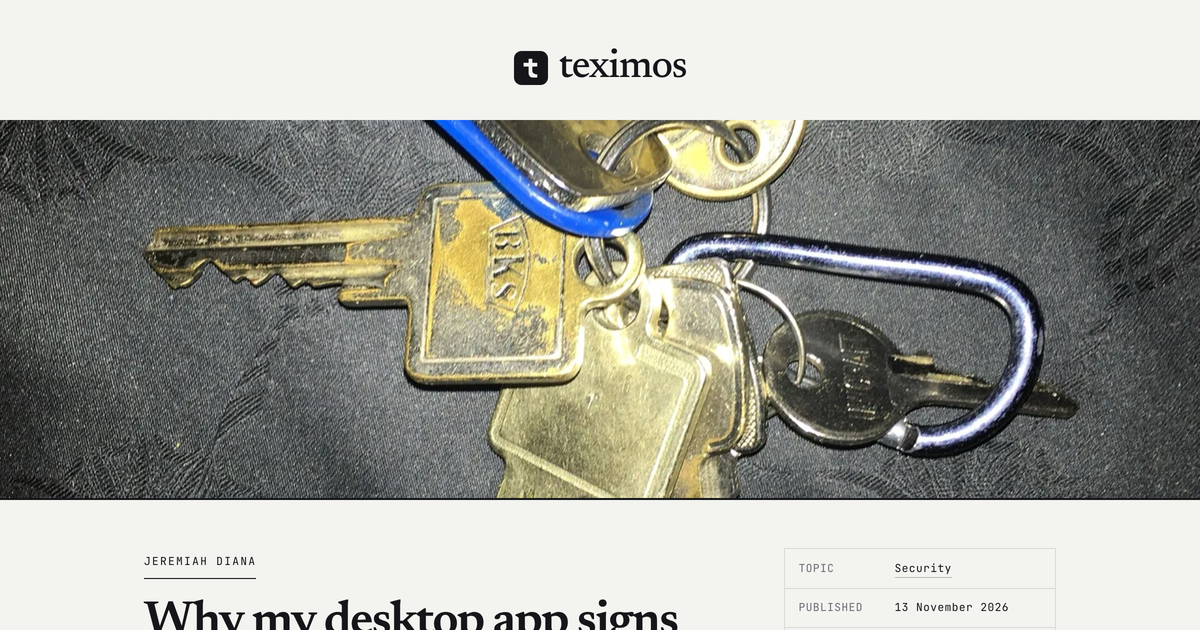 t teximos
BKS
JEREMIAH DIANA
Why my desktop app signs
TOPIC Security
PUBLISHED 13 November 2026